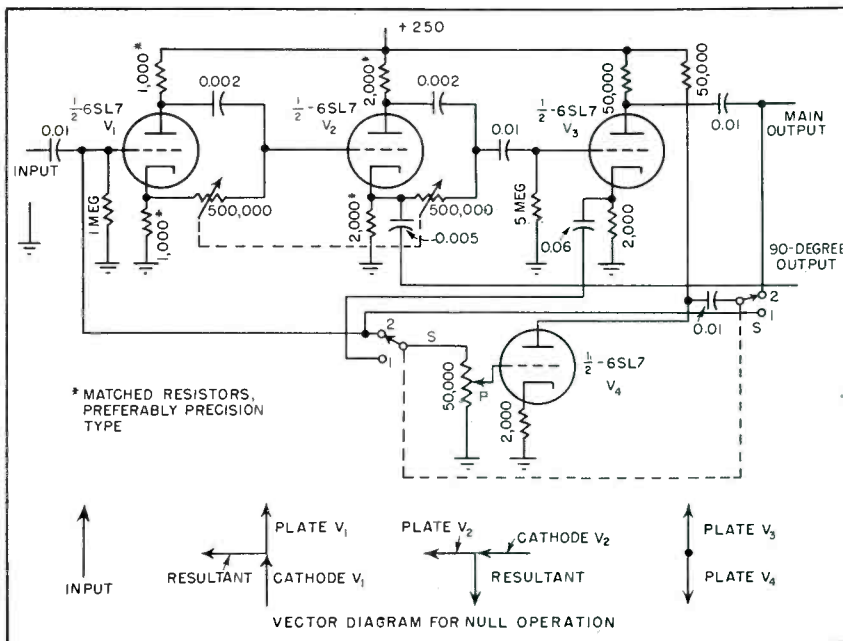 + 250
1,000*
0.002
2,000*
0.002
50,000
50,000
½-6SL7
V₁
½-6SL7
V₂
½-6SL7
V₃
0.01
0.01
0.01
MAIN
OUTPUT
INPUT
1 MEG
1,000*
500,000
2,000*
500,000
0.005
5 MEG
0.06
2,000
90-DEGREE
OUTPUT
2
1
S
0.01
2
1
S
50,000
P
½-6SL7
V₄
2,000
* MATCHED RESISTORS,
PREFERABLY PRECISION
TYPE
INPUT
PLATE V₁
RESULTANT
CATHODE V₁
PLATE V₂
CATHODE V₂
RESULTANT
PLATE V₃
PLATE V₄
VECTOR DIAGRAM FOR NULL OPERATION